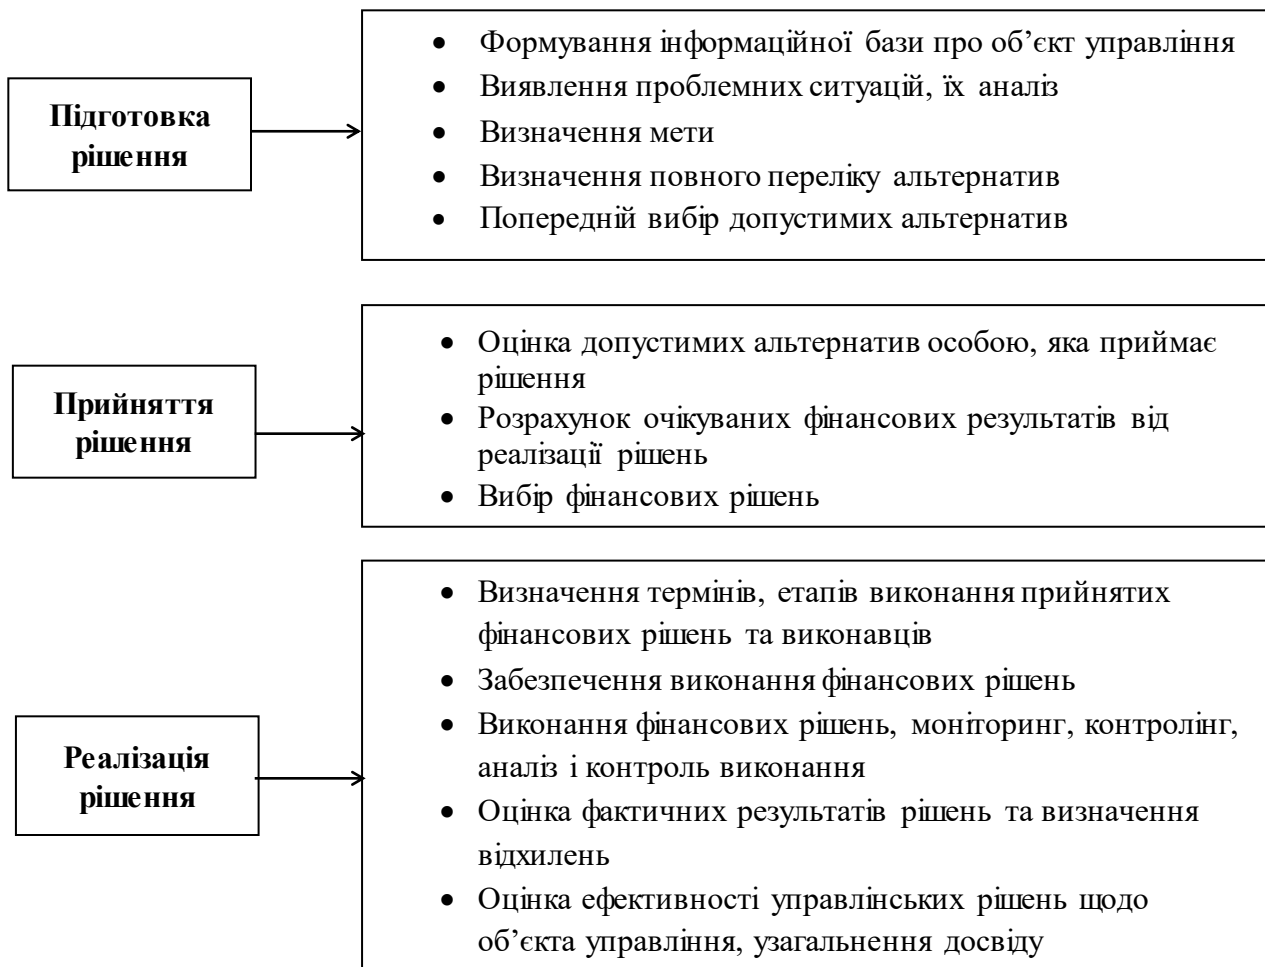 Підготовка
рішення
• Формування інформаційної бази про об’єкт управління
• Виявлення проблемних ситуацій, їх аналіз
• Визначення мети
• Визначення повного переліку альтернатив
• Попередній вибір допустимих альтернатив
Прийняття
рішення
• Оцінка допустимих альтернатив особою, яка приймає
рішення
• Розрахунок очікуваних фінансових результатів від
реалізації рішень
• Вибір фінансових рішень
Реалізація
рішення
• Визначення термінів, етапів виконання прийнятих
фінансових рішень та виконавців
• Забезпечення виконання фінансових рішень
• Виконання фінансових рішень, моніторинг, контролінг,
аналіз і контроль виконання
• Оцінка фактичних результатів рішень та визначення
відхилень
• Оцінка ефективності управлінських рішень щодо
об’єкта управління, узагальнення досвіду